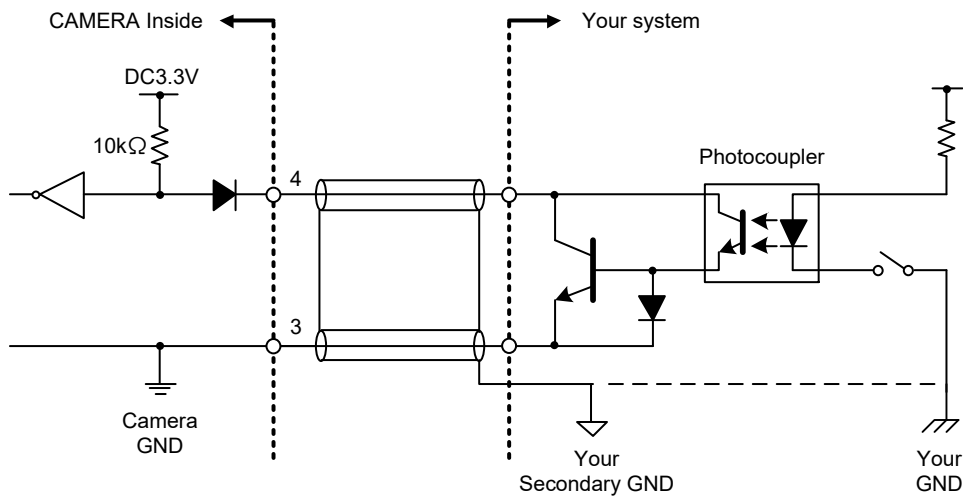 CAMERA Inside
Your system
DC3.3V
10kΩ
Photocoupler
4
3
Camera
GND
Your
Secondary GND
Your
GND